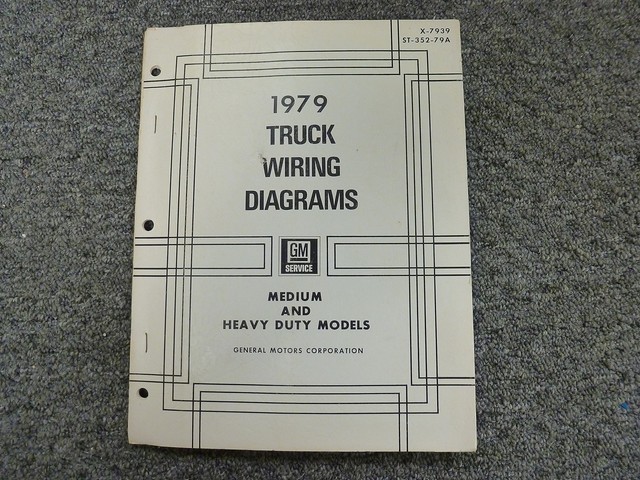 X-7939
ST-352-79A
1979
TRUCK
WIRING
DIAGRAMS
GM
SERVICE
MEDIUM
AND
HEAVY DUTY MODELS
GENERAL MOTORS CORPORATION